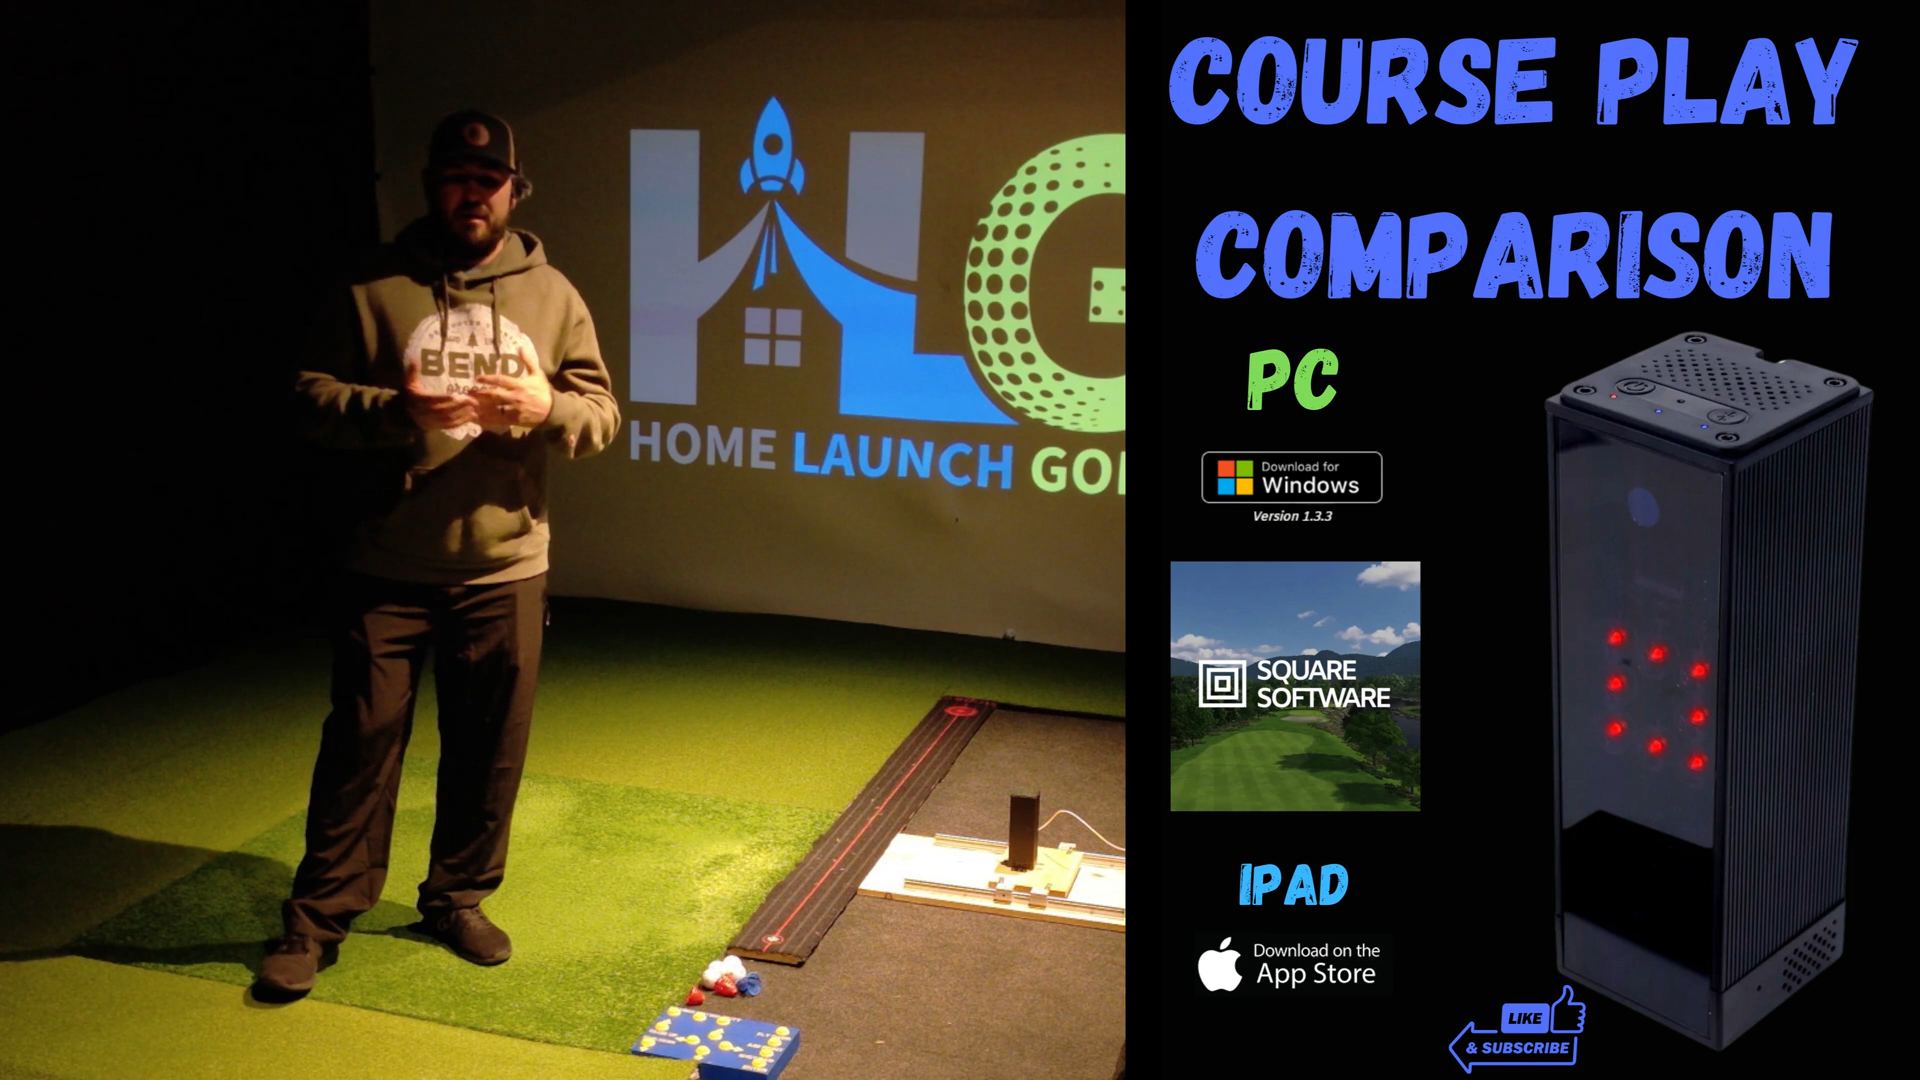 HLG
HOME LAUNCH GO
BEND
COURSE PLAY
COMPARISON
PC
Download for
Windows
Version 1.3.3
SQUARE
SOFTWARE
IPAD
Download on the
App Store
LIKE
& SUBSCRIBE